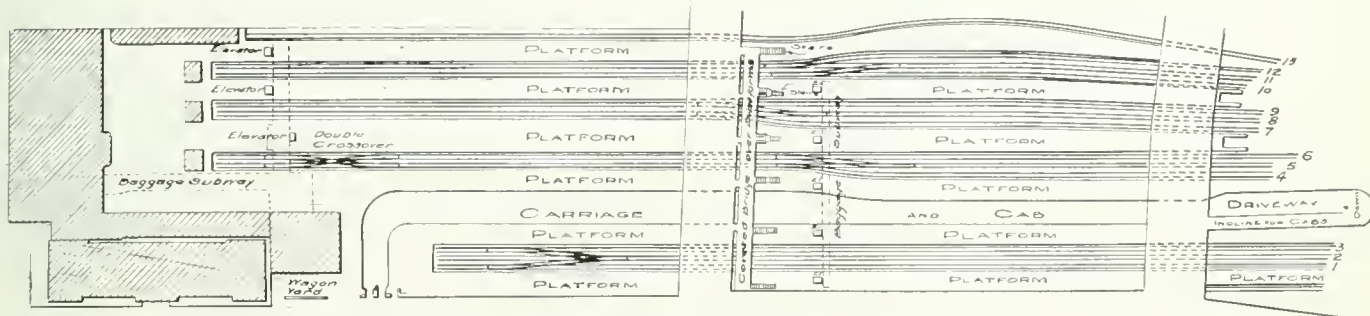 Elevator
PLATFORM
Stairs
13
12
11
10
Elevator
PLATFORM
Stairs
PLATFORM
9
8
7
Elevator
Double
Crossover
PLATFORM
PLATFORM
6
5
4
Baggage Subway
PLATFORM
PLATFORM
Covered Bridge over Platforms
Baggage Subway
CARRIAGE
AND
CAB
DRIVEWAY
INCLINE FOR CABS
PLATFORM
PLATFORM
3
2
1
Wagon
Yard
PLATFORM
PLATFORM
PLATFORM